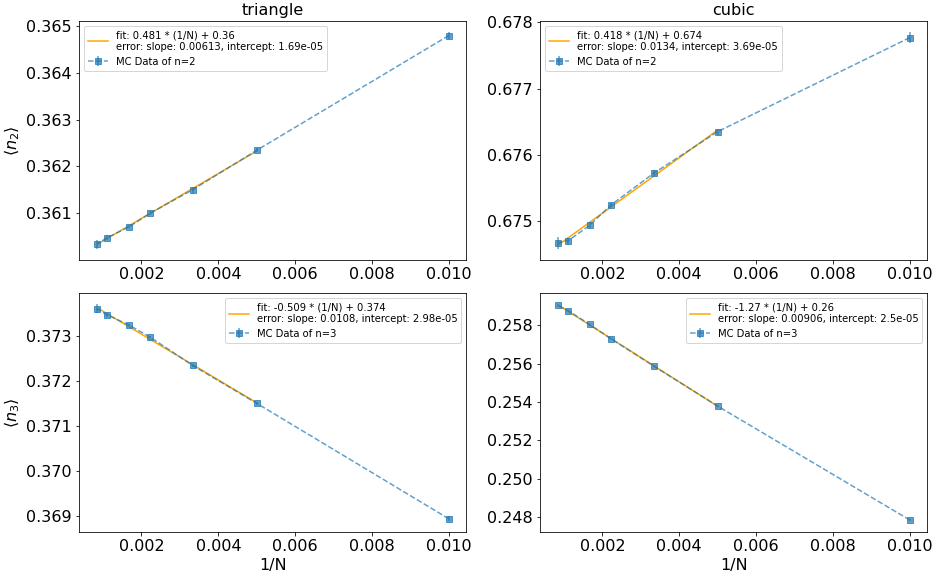 triangle
fit: 0.481 * (1/N) + 0.36
error: slope: 0.00613, intercept: 1.69e-05
MC Data of n=2
0.365
0.364
0.363
0.362
0.361
⟨n₂⟩
0.002
0.004
0.006
0.008
0.010
cubic
fit: 0.418 * (1/N) + 0.674
error: slope: 0.0134, intercept: 3.69e-05
MC Data of n=2
0.678
0.677
0.676
0.675
0.002
0.004
0.006
0.008
0.010
fit: -0.509 * (1/N) + 0.374
error: slope: 0.0108, intercept: 2.98e-05
MC Data of n=3
0.373
0.372
0.371
0.370
0.369
⟨n₃⟩
0.002
0.004
0.006
0.008
0.010
1/N
fit: -1.27 * (1/N) + 0.26
error: slope: 0.00906, intercept: 2.5e-05
MC Data of n=3
0.258
0.256
0.254
0.252
0.250
0.248
0.002
0.004
0.006
0.008
0.010
1/N